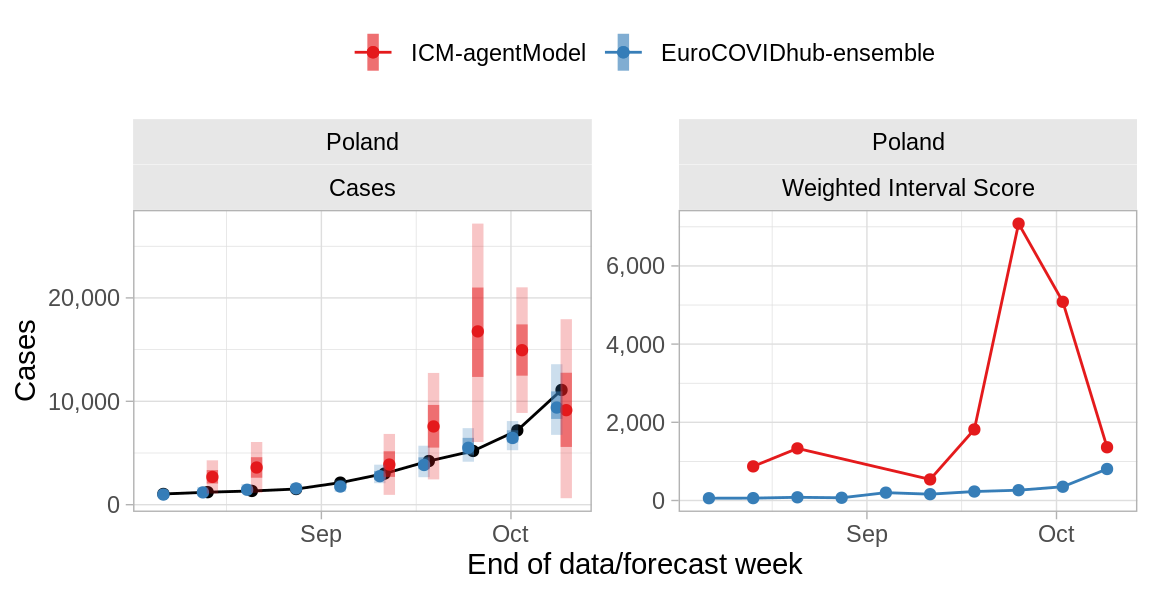 ICM-agentModel EuroCOVIDhub-ensemble
Poland
Cases
Poland
Weighted Interval Score
Cases
20,000
10,000
0
6,000
4,000
2,000
0
Sep Oct
Sep Oct
End of data/forecast week